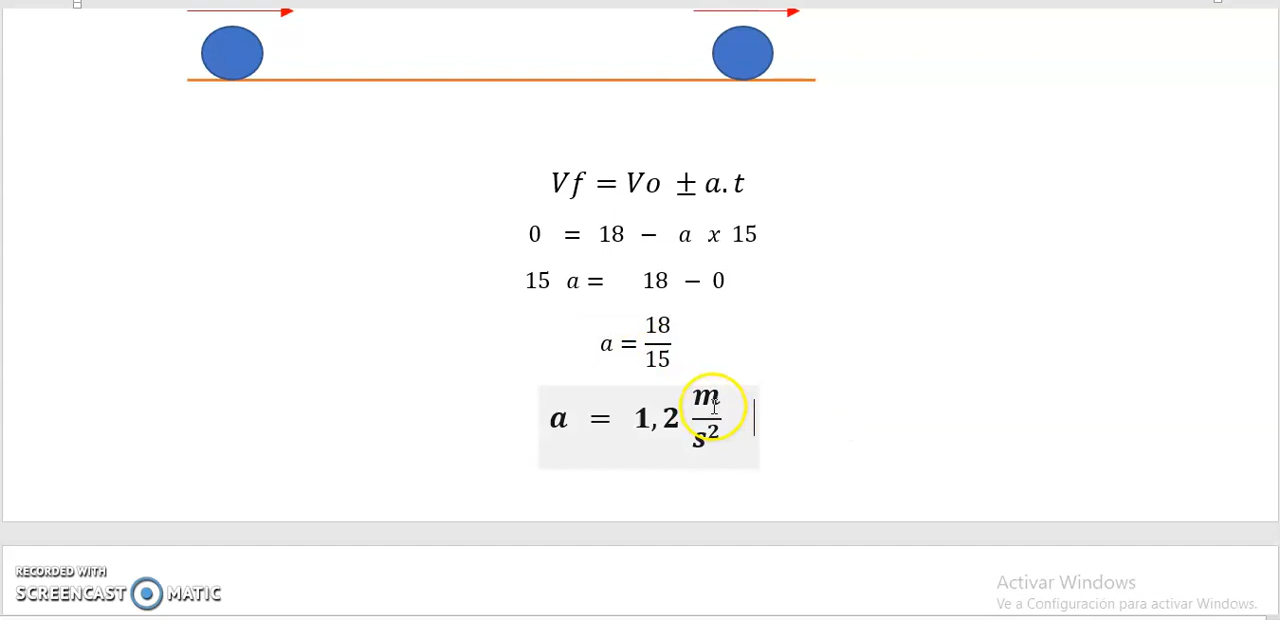 Vf = Vo ± a.t
0 = 18 − a x 15
15 a = 18 − 0
a = 18/15
a = 1,2 m/s²
RECORDED WITH
SCREENCAST MATIC
Activar Windows
Ve a Configuración para activar Windows.